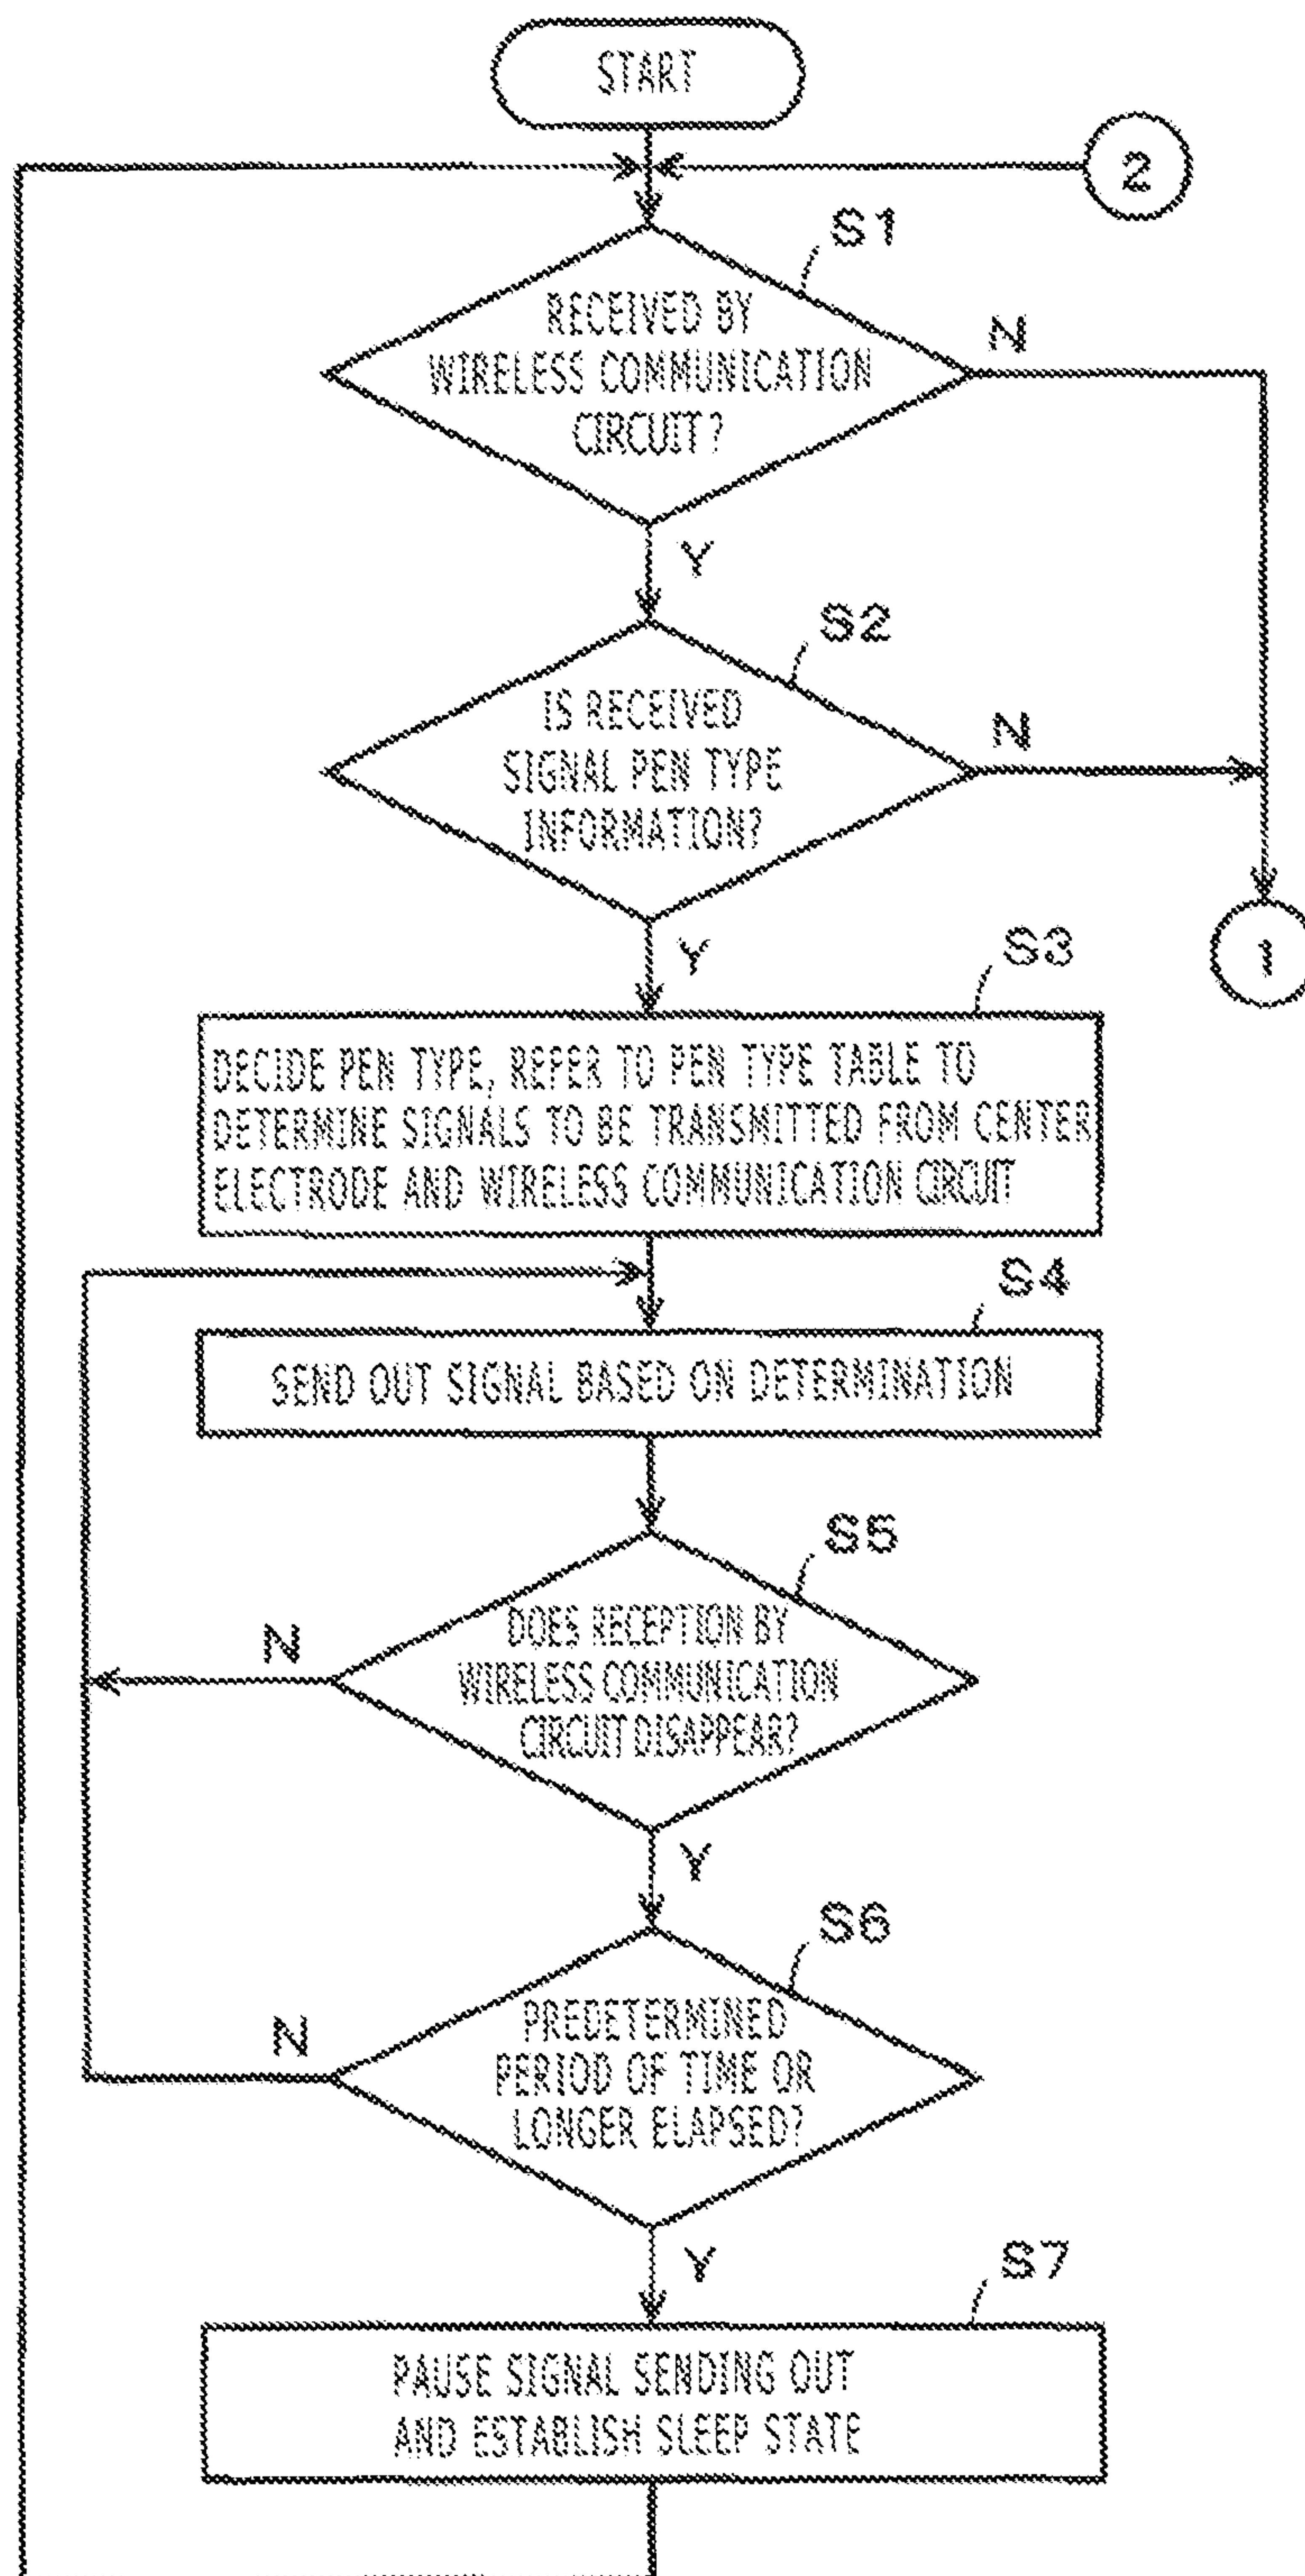 START
2
S1
RECEIVED BY
WIRELESS COMMUNICATION
CIRCUIT?
N
Y
S2
IS RECEIVED
SIGNAL PEN TYPE
INFORMATION?
N
Y
1
S3
DECIDE PEN TYPE, REFER TO PEN TYPE TABLE TO
DETERMINE SIGNALS TO BE TRANSMITTED FROM CENTER
ELECTRODE AND WIRELESS COMMUNICATION CIRCUIT
S4
SEND OUT SIGNAL BASED ON DETERMINATION
S5
DOES RECEPTION BY
WIRELESS COMMUNICATION
CIRCUIT DISAPPEAR?
N
Y
S6
PREDETERMINED
PERIOD OF TIME OR
LONGER ELAPSED?
N
Y
S7
PAUSE SIGNAL SENDING OUT
AND ESTABLISH SLEEP STATE